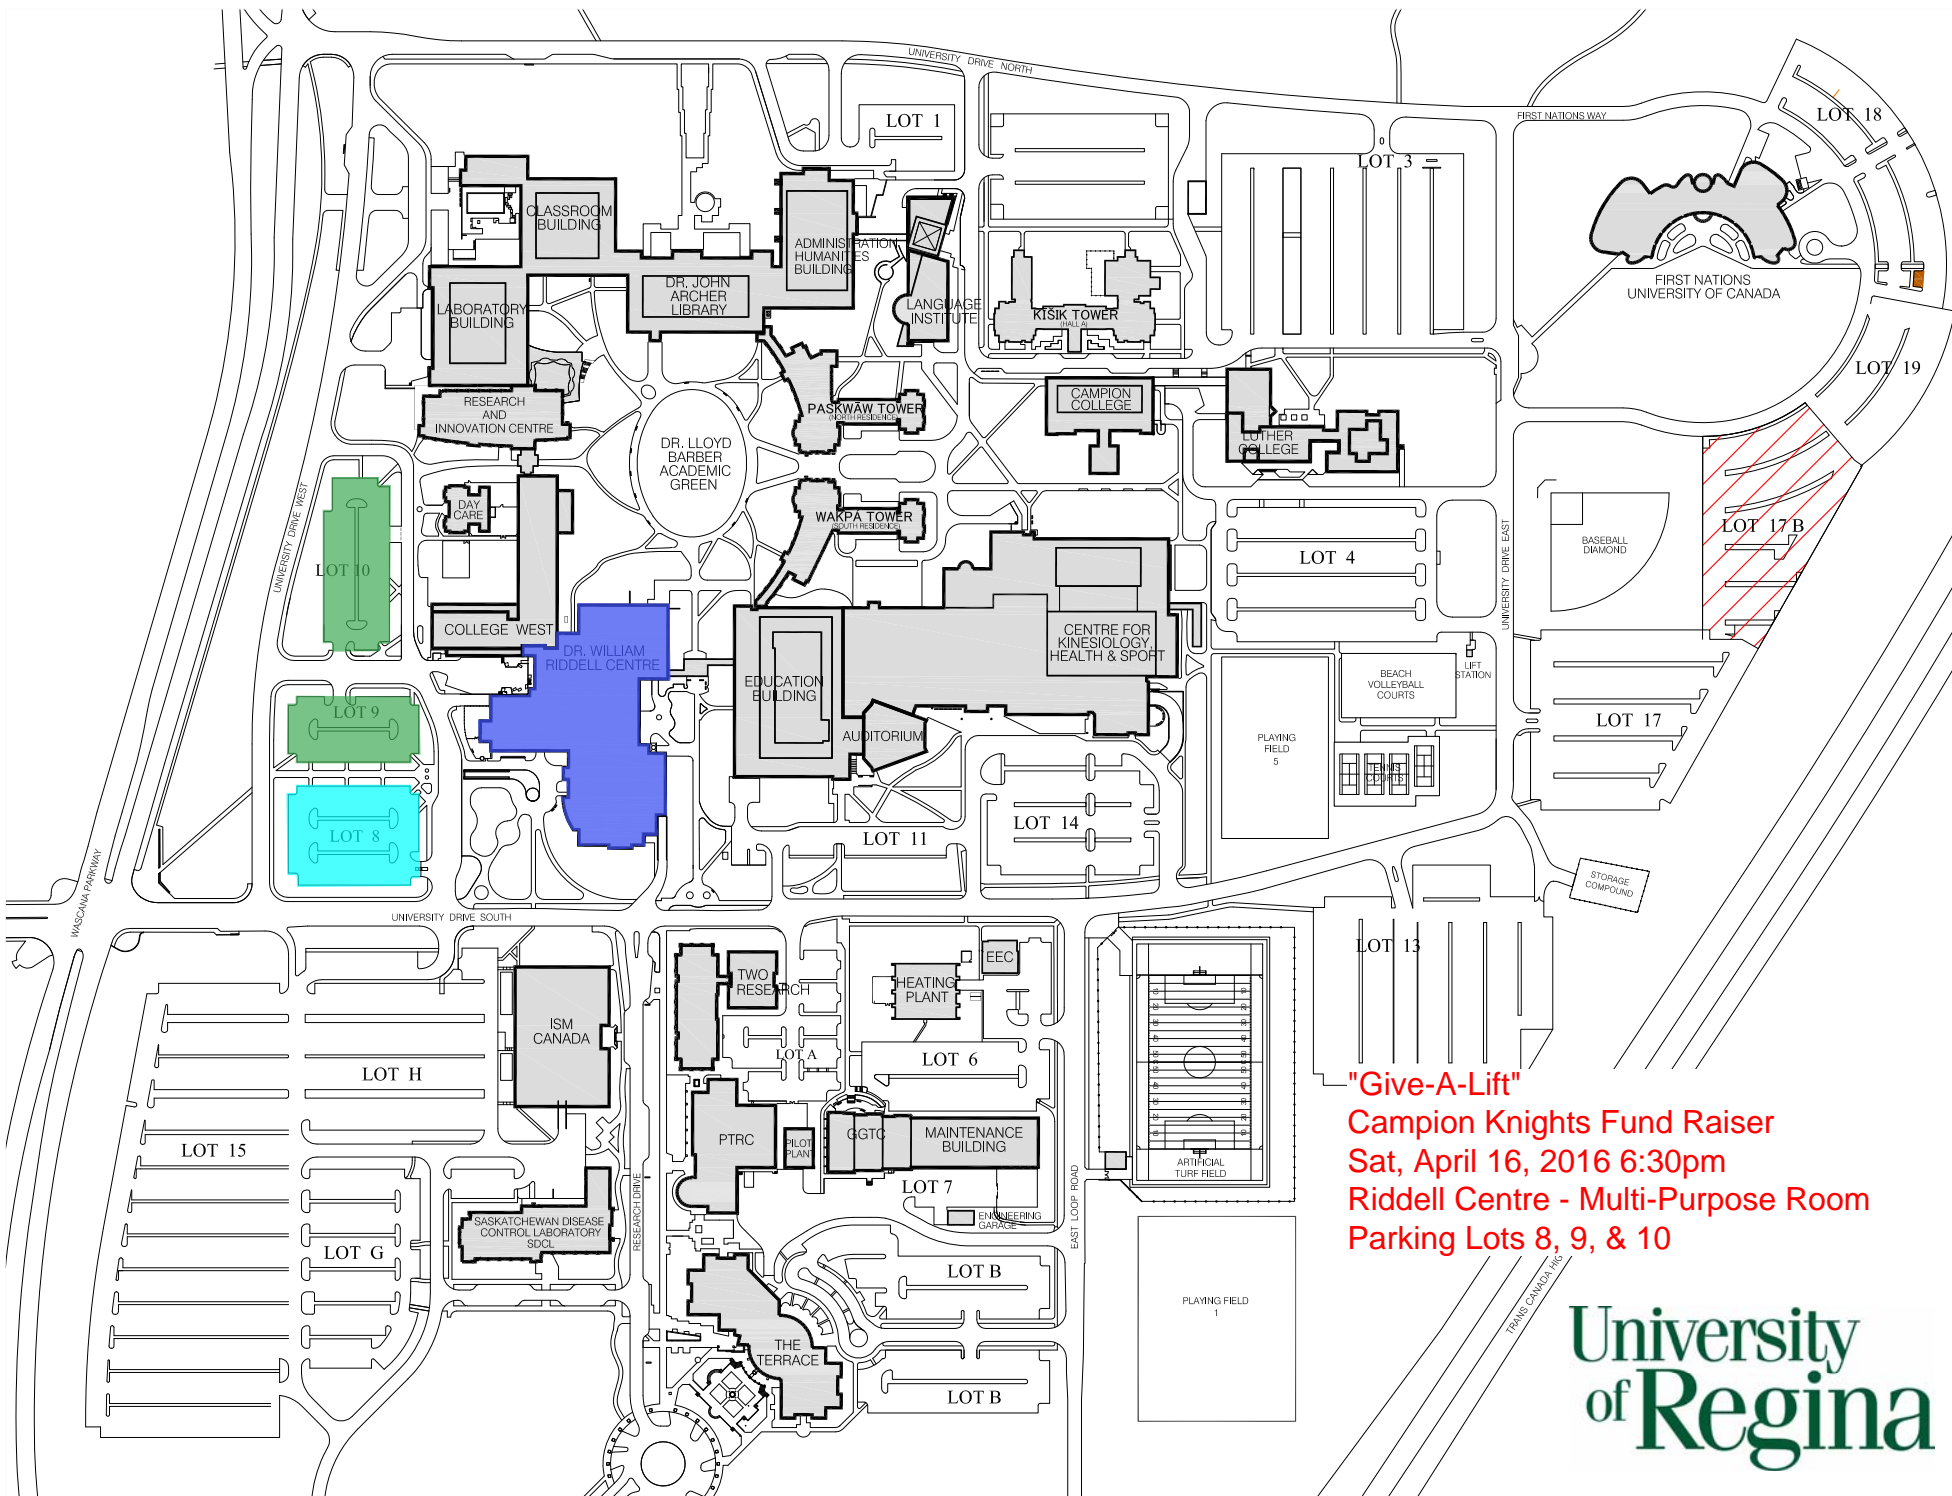 UNIVERSITY DRIVE NORTH
FIRST NATIONS WAY
LOT 18
LOT 1
LOT 3
CLASSROOM
BUILDING
ADMINISTRATION
HUMANITIES
BUILDING
DR. JOHN
ARCHER
LIBRARY
LABORATORY
BUILDING
LANGUAGE
INSTITUTE
KĪSIK TOWER
(HALL A)
FIRST NATIONS
UNIVERSITY OF CANADA
LOT 19
RESEARCH
AND
INNOVATION CENTRE
PASKWĀW TOWER
(NORTH RESIDENCE)
CAMPION
COLLEGE
LUTHER
COLLEGE
DR. LLOYD
BARBER
ACADEMIC
GREEN
UNIVERSITY DRIVE WEST
DAY
CARE
WAKPĀ TOWER
(SOUTH RESIDENCE)
LOT 4
UNIVERSITY DRIVE EAST
BASEBALL
DIAMOND
LOT 17 B
LOT 10
COLLEGE WEST
DR. WILLIAM
RIDDELL CENTRE
CENTRE FOR
KINESIOLOGY,
HEALTH & SPORT
EDUCATION
BUILDING
BEACH
VOLLEYBALL
COURTS
LIFT
STATION
LOT 9
AUDITORIUM
PLAYING
FIELD
5
TENNIS
COURTS
LOT 17
LOT 8
LOT 11
LOT 14
STORAGE
COMPOUND
WASCANA PARKWAY
UNIVERSITY DRIVE SOUTH
LOT 13
TWO
RESEARCH
HEATING
PLANT
EEC
ISM
CANADA
LOT A
LOT 6
LOT H
LOT 15
PTRC
PILOT
PLANT
GGTC
MAINTENANCE
BUILDING
ARTIFICIAL
TURF FIELD
"Give-A-Lift"
Campion Knights Fund Raiser
Sat, April 16, 2016 6:30pm
Riddell Centre - Multi-Purpose Room
Parking Lots 8, 9, & 10
LOT 7
ENGINEERING
GARAGE
SASKATCHEWAN DISEASE
CONTROL LABORATORY
SDCL
RESEARCH DRIVE
EAST LOOP ROAD
LOT G
LOT B
PLAYING FIELD
1
TRANS CANADA HIG
THE
TERRACE
LOT B
University
of Regina